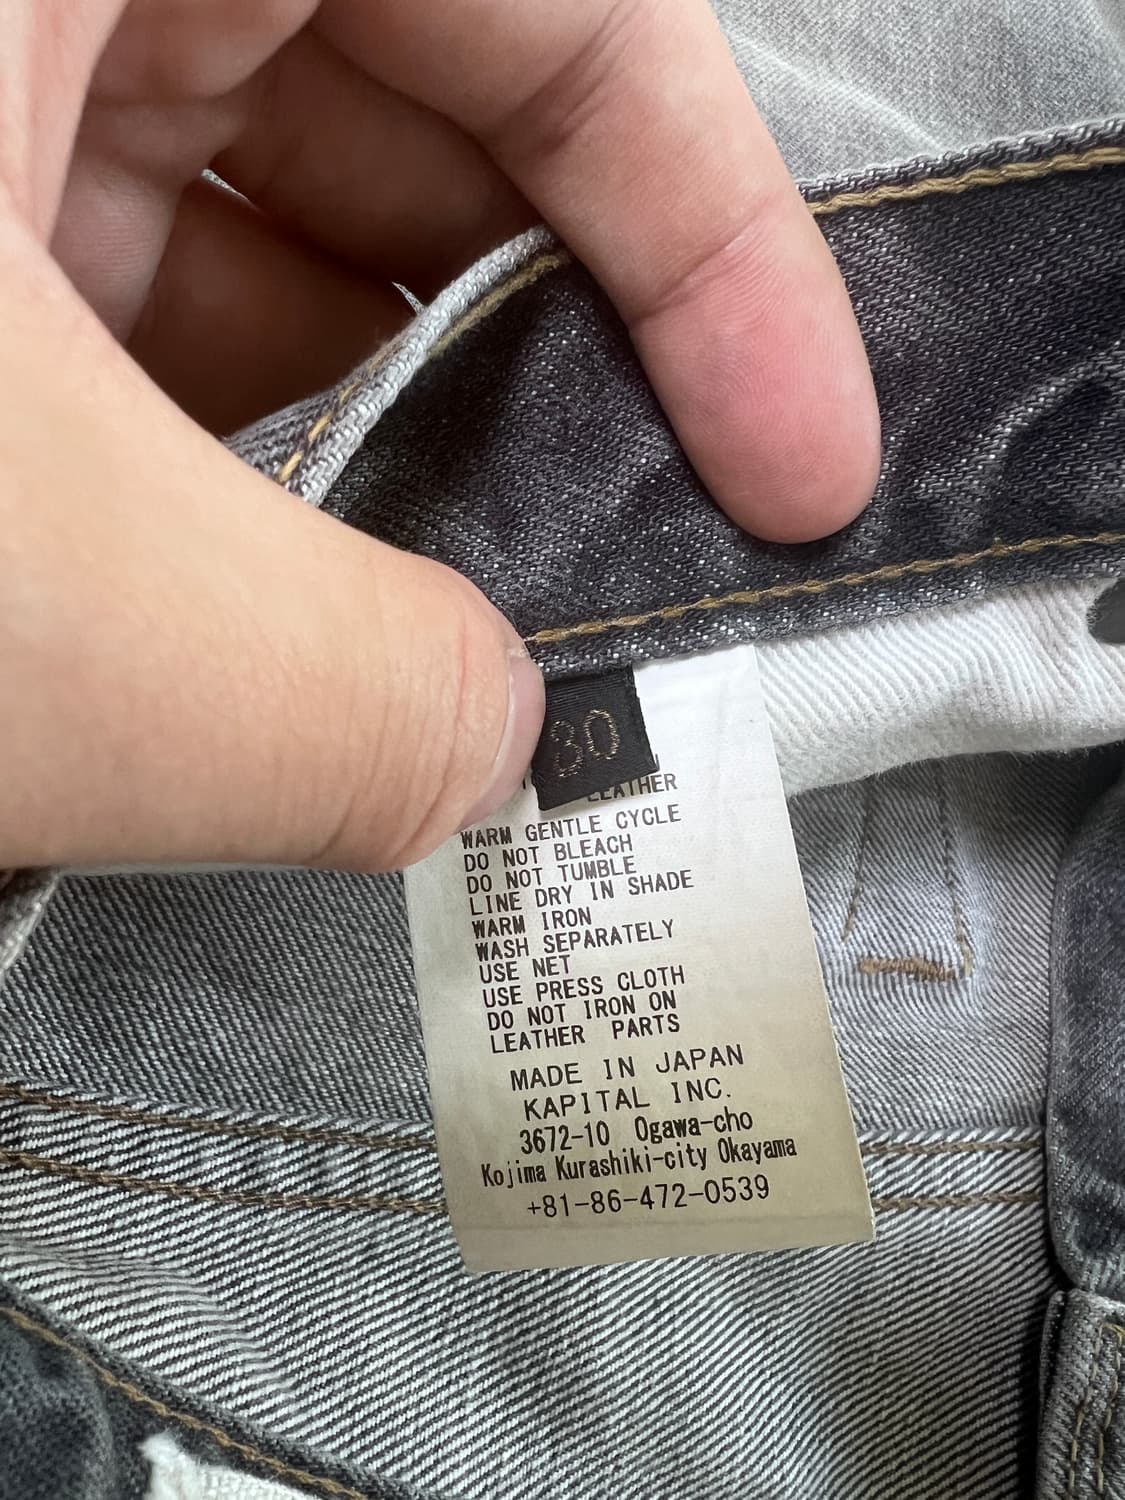 30
LEATHER
WARM GENTLE CYCLE
DO NOT BLEACH
DO NOT TUMBLE
LINE DRY IN SHADE
WARM IRON
WASH SEPARATELY
USE NET
USE PRESS CLOTH
DO NOT IRON ON
LEATHER PARTS
MADE IN JAPAN
KAPITAL INC.
3672-10 Ogawa-cho
Kojima Kurashiki-city Okayama
+81-86-472-0539